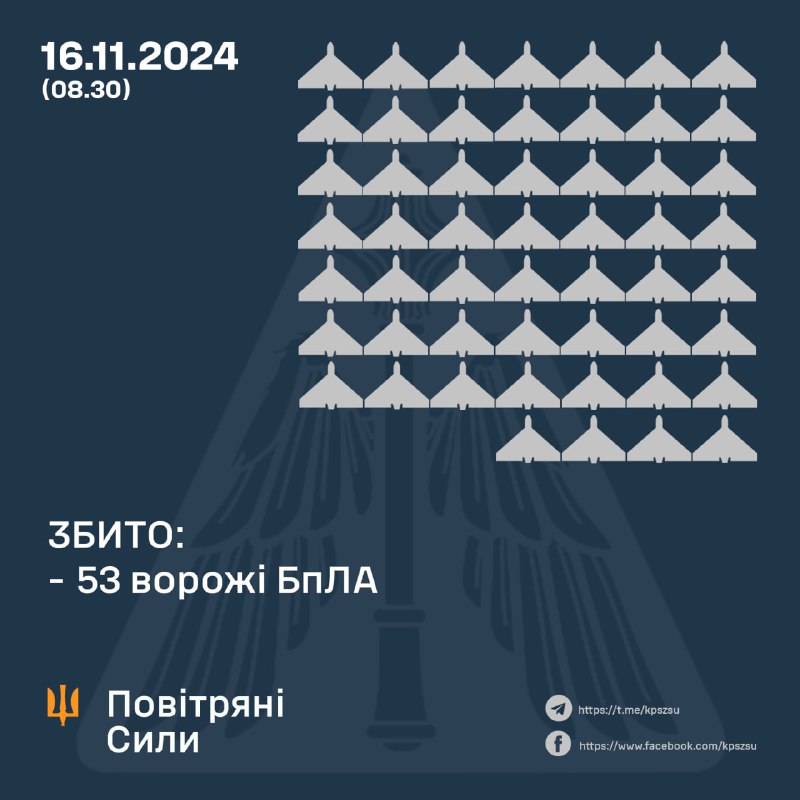 16.11.2024
(08.30)
ЗБИТО:
- 53 ворожі БпЛА
Повітряні
Сили
https://t.me/kpszsu
https://www.facebook.com/kpszsu